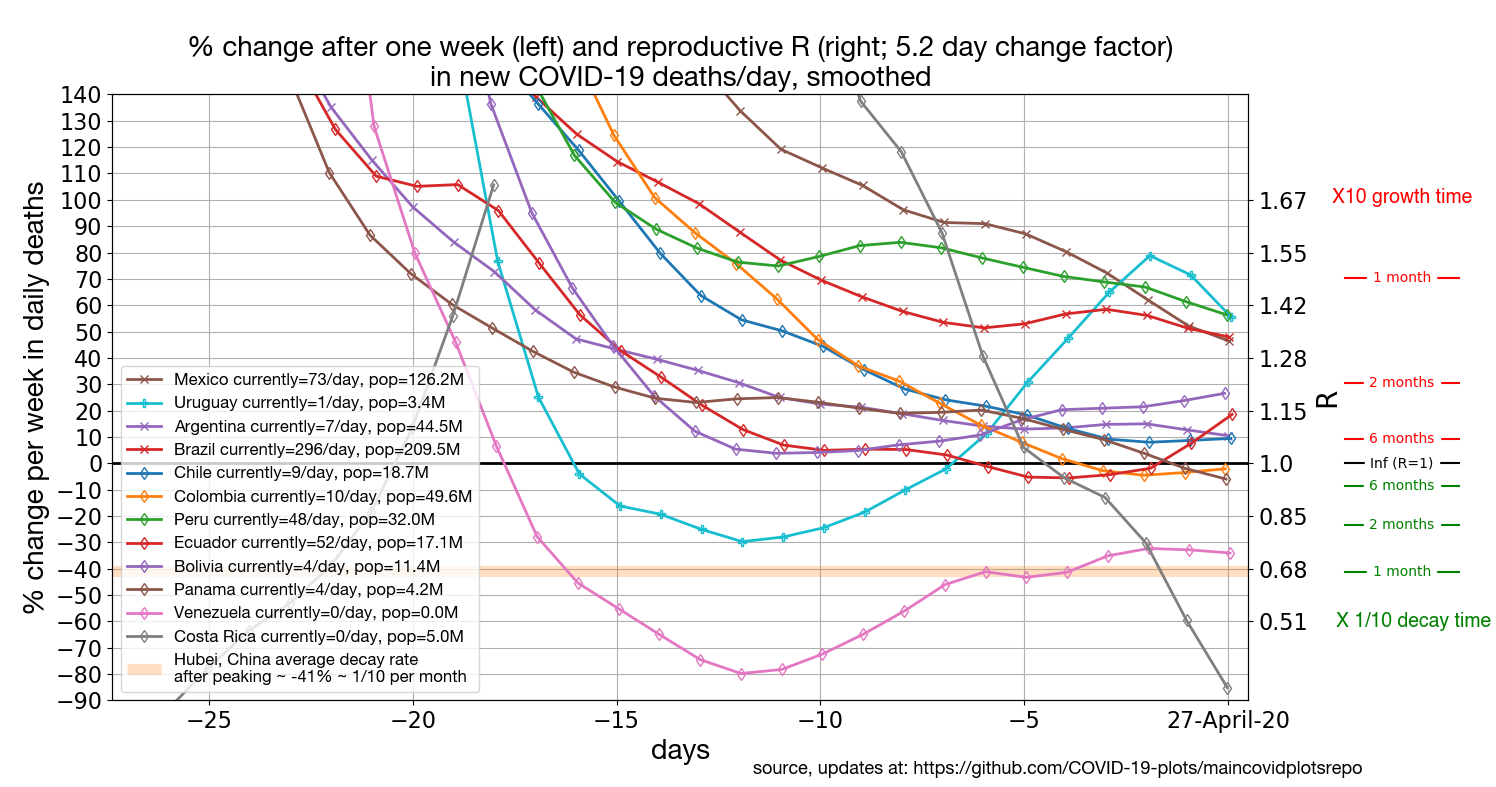 % change after one week (left) and reproductive R (right; 5.2 day change factor)
in new COVID-19 deaths/day, smoothed
% change per week in daily deaths
140
130
120
110
100
90
80
70
60
50
40
30
20
10
0
−10
−20
−30
−40
−50
−60
−70
−80
−90
Mexico currently=73/day, pop=126.2M
Uruguay currently=1/day, pop=3.4M
Argentina currently=7/day, pop=44.5M
Brazil currently=296/day, pop=209.5M
Chile currently=9/day, pop=18.7M
Colombia currently=10/day, pop=49.6M
Peru currently=48/day, pop=32.0M
Ecuador currently=52/day, pop=17.1M
Bolivia currently=4/day, pop=11.4M
Panama currently=4/day, pop=4.2M
Venezuela currently=0/day, pop=0.0M
Costa Rica currently=0/day, pop=5.0M
Hubei, China average decay rate
after peaking ~ -41% ~ 1/10 per month
−25
−20
−15
−10
−5
27-April-20
days
1.67
1.55
1.42
1.28
1.15
1.0
0.85
0.68
0.51
R
X10 growth time
1 month
2 months
6 months
Inf (R=1)
6 months
2 months
1 month
X 1/10 decay time
source, updates at: https://github.com/COVID-19-plots/maincovidplotsrepo